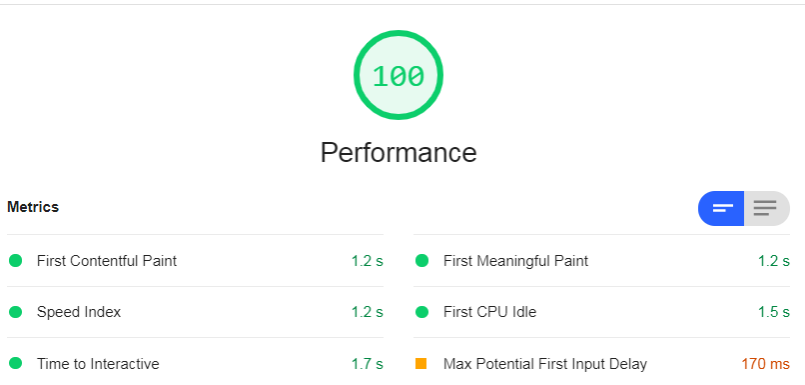 100
Performance
Metrics
First Contentful Paint 1.2 s
First Meaningful Paint 1.2 s
Speed Index 1.2 s
First CPU Idle 1.5 s
Time to Interactive 1.7 s
Max Potential First Input Delay 170 ms